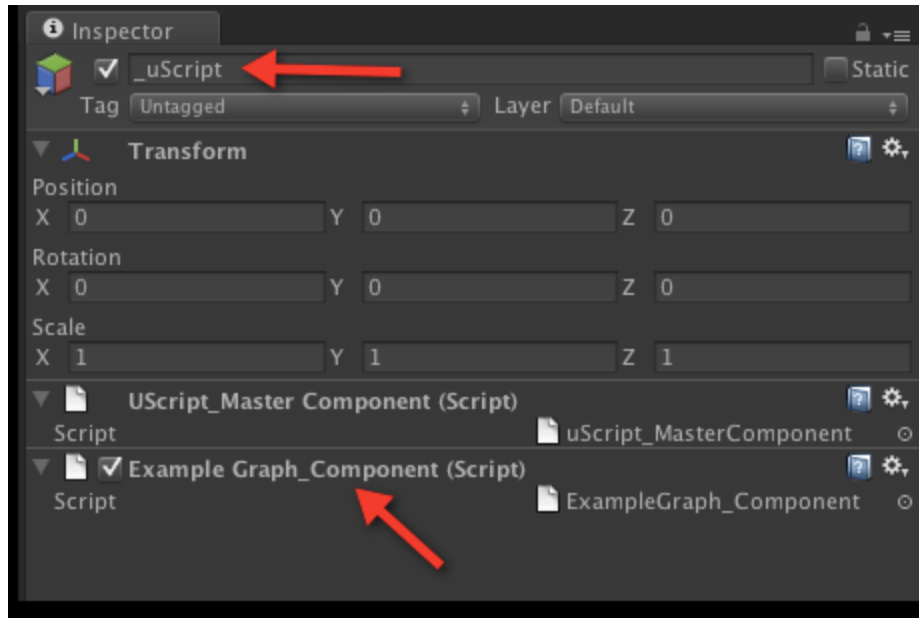 Inspector
_uScript Static
Tag Untagged Layer Default
Transform
Position
X 0 Y 0 Z 0
Rotation
X 0 Y 0 Z 0
Scale
X 1 Y 1 Z 1
UScript_Master Component (Script)
Script uScript_MasterComponent
Example Graph_Component (Script)
Script ExampleGraph_Component